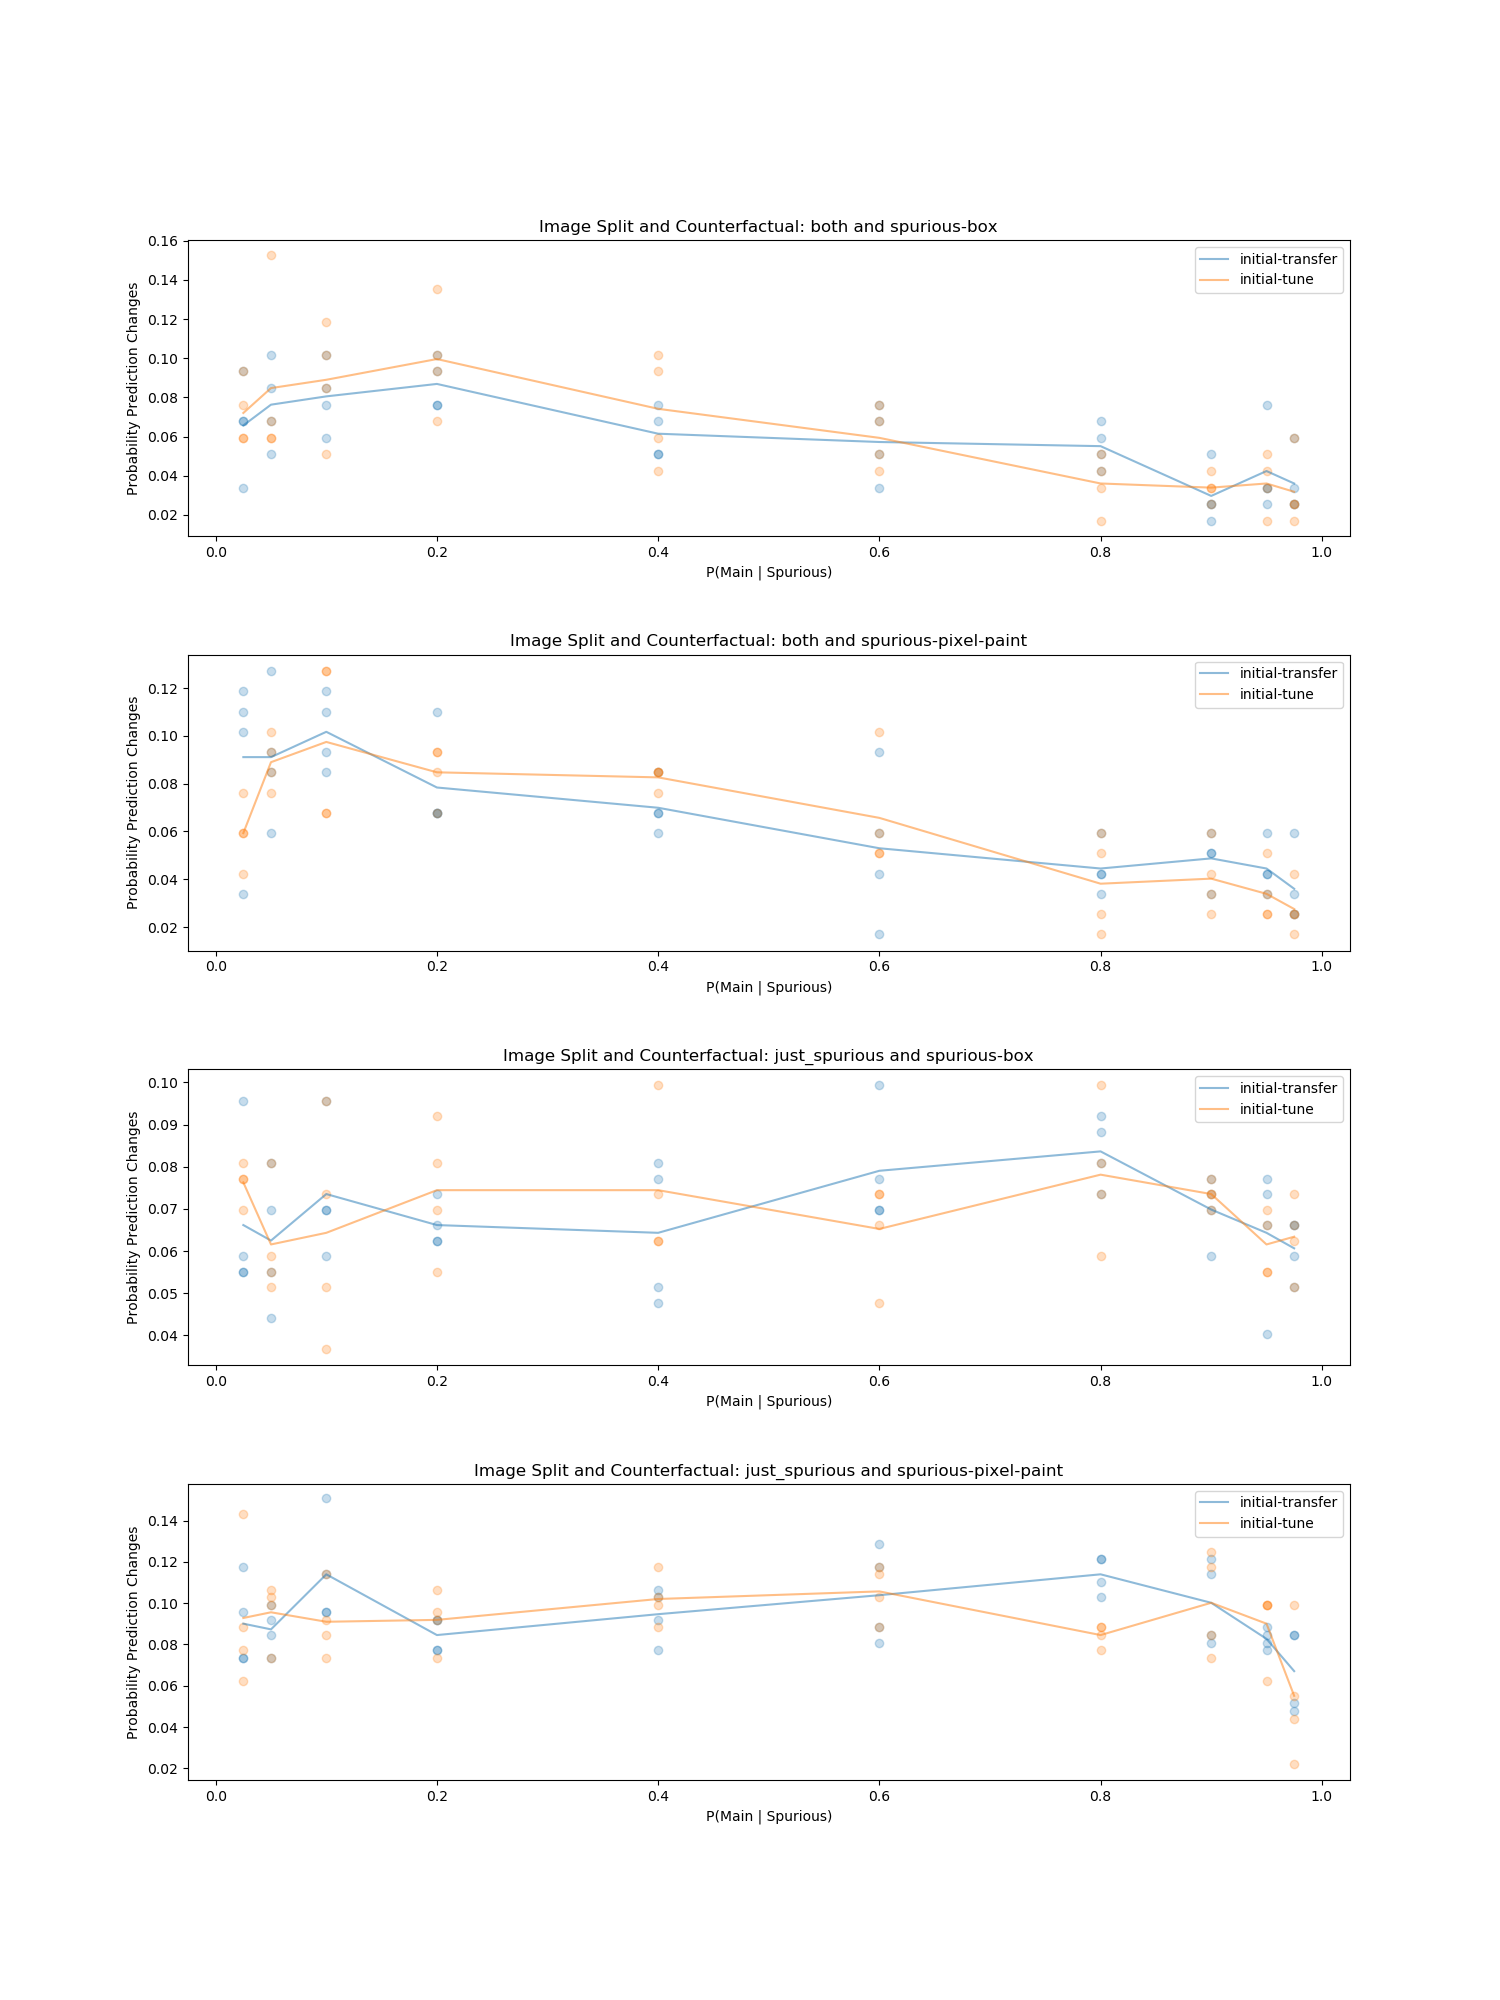 Image Split and Counterfactual: both and spurious-box
Probability Prediction Changes
0.16
0.14
0.12
0.10
0.08
0.06
0.04
0.02
initial-transfer
initial-tune
0.0 0.2 0.4 0.6 0.8 1.0
P(Main | Spurious)
Image Split and Counterfactual: both and spurious-pixel-paint
Probability Prediction Changes
0.12
0.10
0.08
0.06
0.04
0.02
initial-transfer
initial-tune
0.0 0.2 0.4 0.6 0.8 1.0
P(Main | Spurious)
Image Split and Counterfactual: just_spurious and spurious-box
Probability Prediction Changes
0.10
0.09
0.08
0.07
0.06
0.05
0.04
initial-transfer
initial-tune
0.0 0.2 0.4 0.6 0.8 1.0
P(Main | Spurious)
Image Split and Counterfactual: just_spurious and spurious-pixel-paint
Probability Prediction Changes
0.14
0.12
0.10
0.08
0.06
0.04
0.02
initial-transfer
initial-tune
0.0 0.2 0.4 0.6 0.8 1.0
P(Main | Spurious)